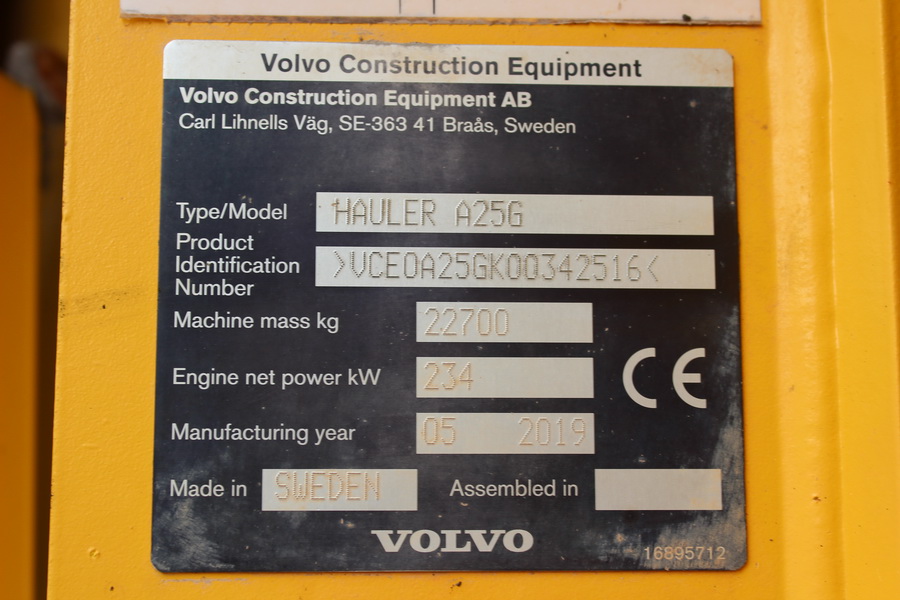 Volvo Construction Equipment
Volvo Construction Equipment AB
Carl Lihnells Väg, SE-363 41 Braås, Sweden
Type/Model HAULER A25G
Product Identification Number >VCE0A25GK00342516<
Machine mass kg 22700
Engine net power kW 234
CE
Manufacturing year 05 2019
Made in SWEDEN Assembled in
VOLVO
16895712